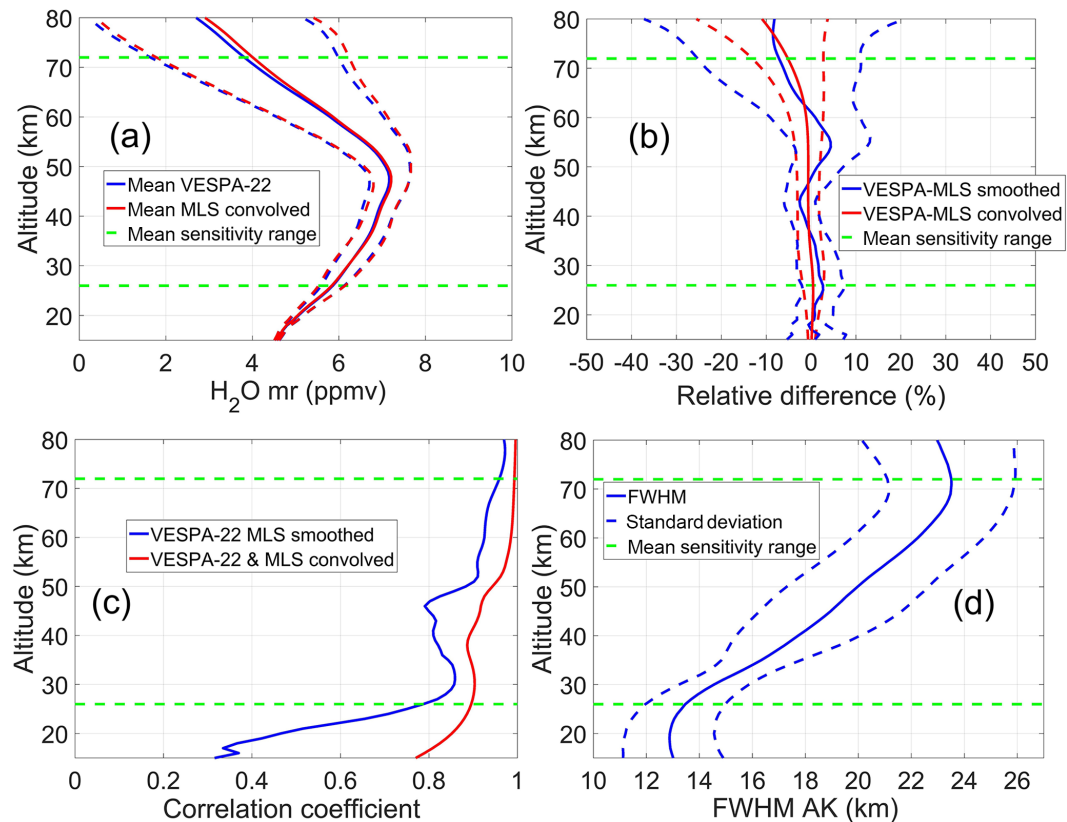 80
70
60
50
40
30
20
Altitude (km)
(a)
Mean VESPA-22
Mean MLS convolved
Mean sensitivity range
0
2
4
6
8
10
H₂O mr (ppmv)
80
70
60
50
40
30
20
Altitude (km)
(b)
VESPA-MLS smoothed
VESPA-MLS convolved
Mean sensitivity range
-50
-40
-30
-20
-10
0
10
20
30
40
50
Relative difference (%)
80
70
60
50
40
30
20
Altitude (km)
VESPA-22 MLS smoothed
VESPA-22 & MLS convolved
(c)
0
0.2
0.4
0.6
0.8
1
Correlation coefficient
80
70
60
50
40
30
20
Altitude (km)
FWHM
Standard deviation
Mean sensitivity range
(d)
10
12
14
16
18
20
22
24
26
FWHM AK (km)